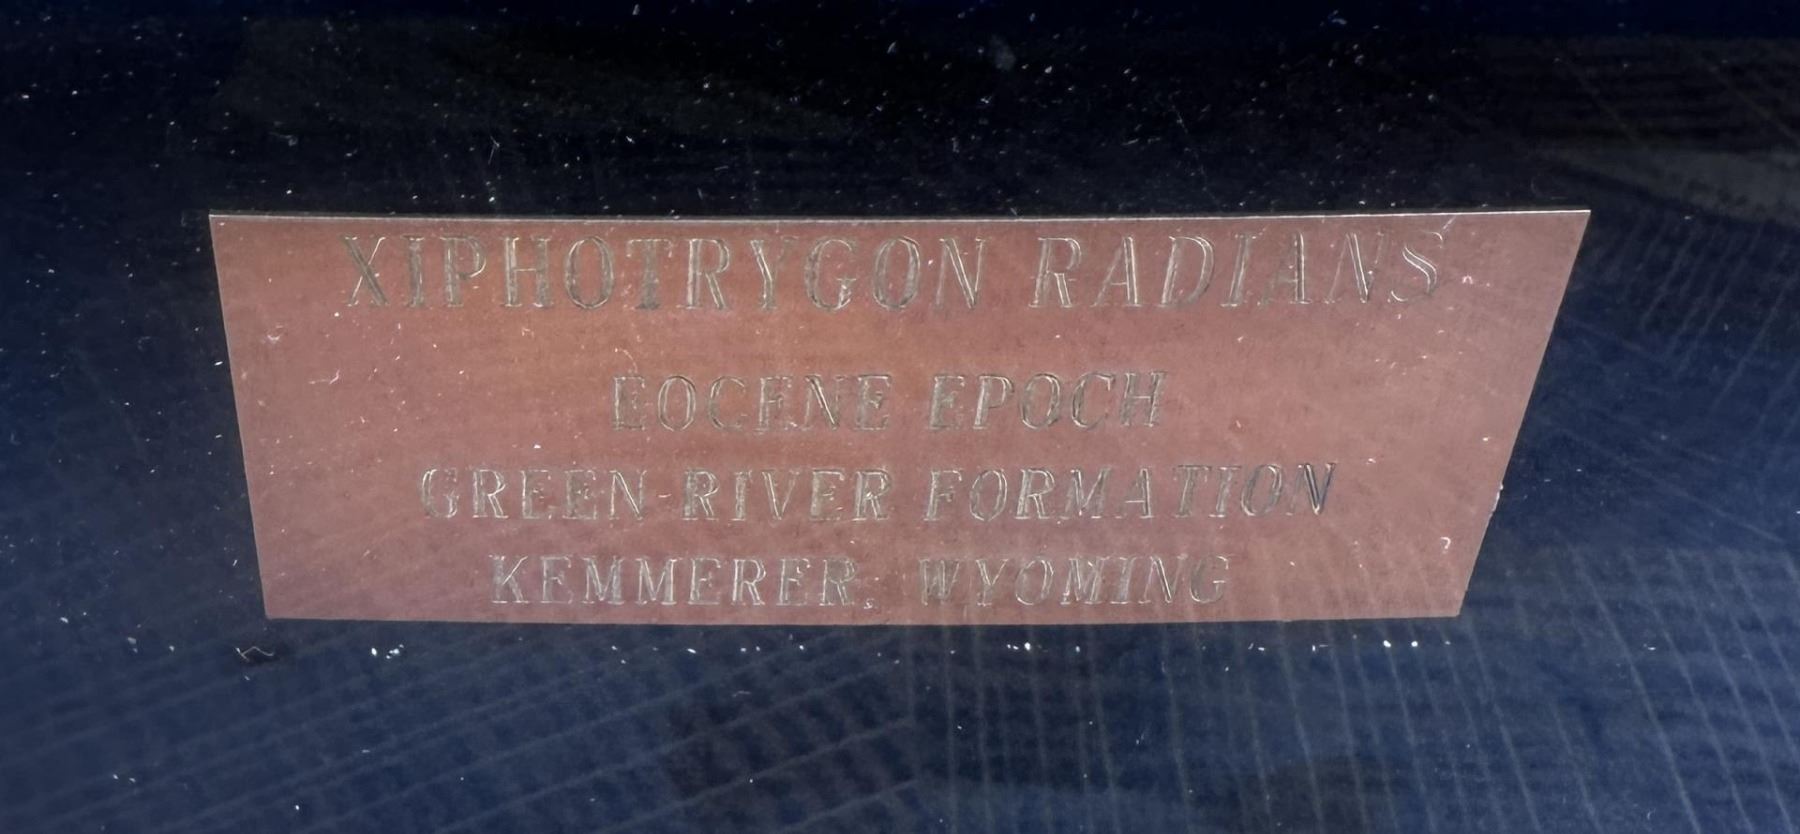 XIPHOTRYGON RADIANS
EOCENE EPOCH
GREEN RIVER FORMATION
KEMMERER, WYOMING